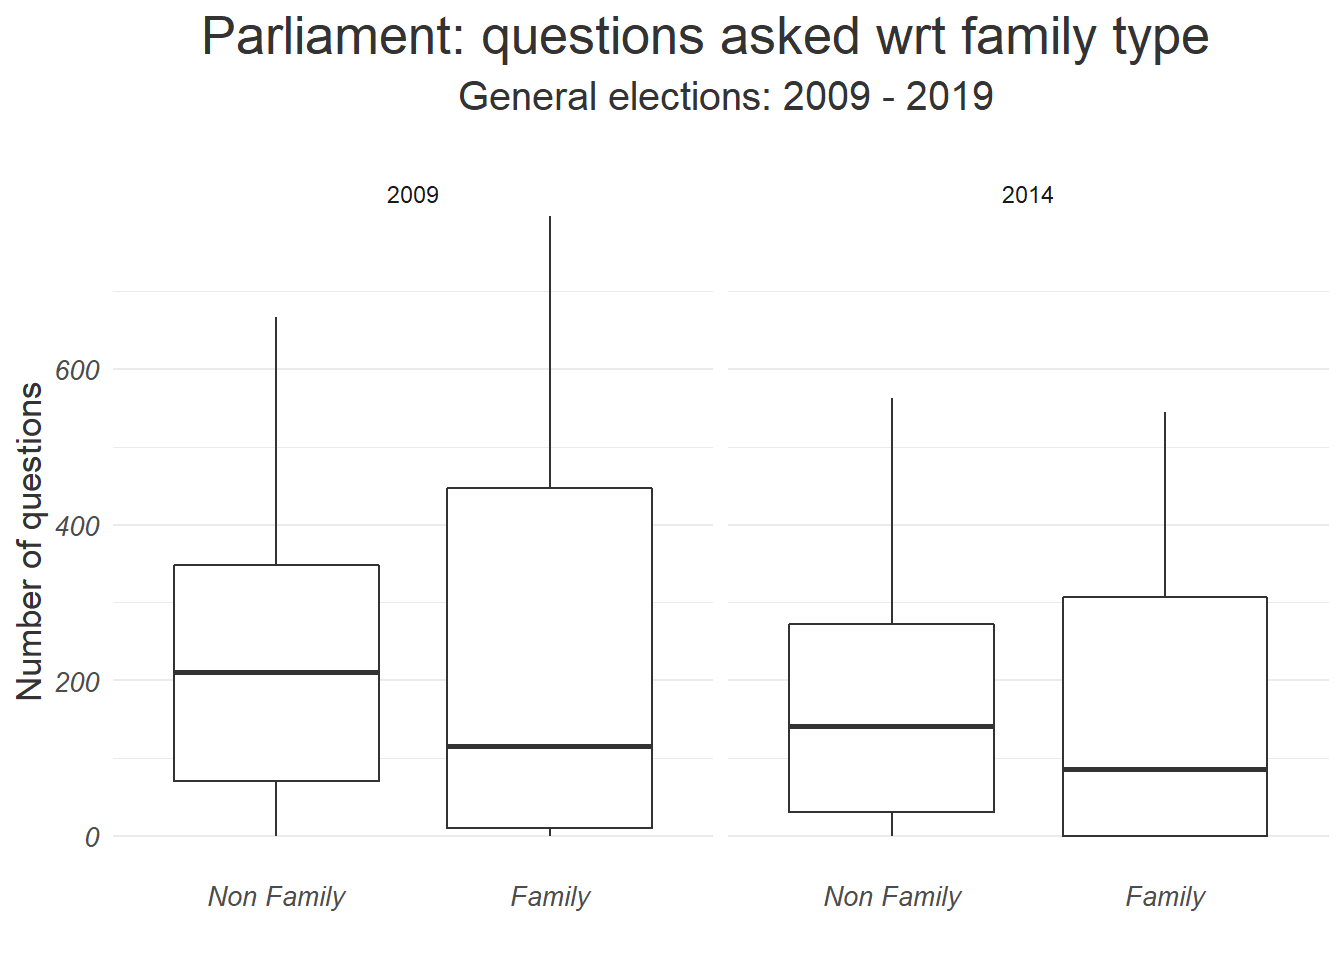 Parliament: questions asked wrt family type
General elections: 2009 - 2019
2009
2014
Number of questions
600
400
200
0
Non Family
Family
Non Family
Family